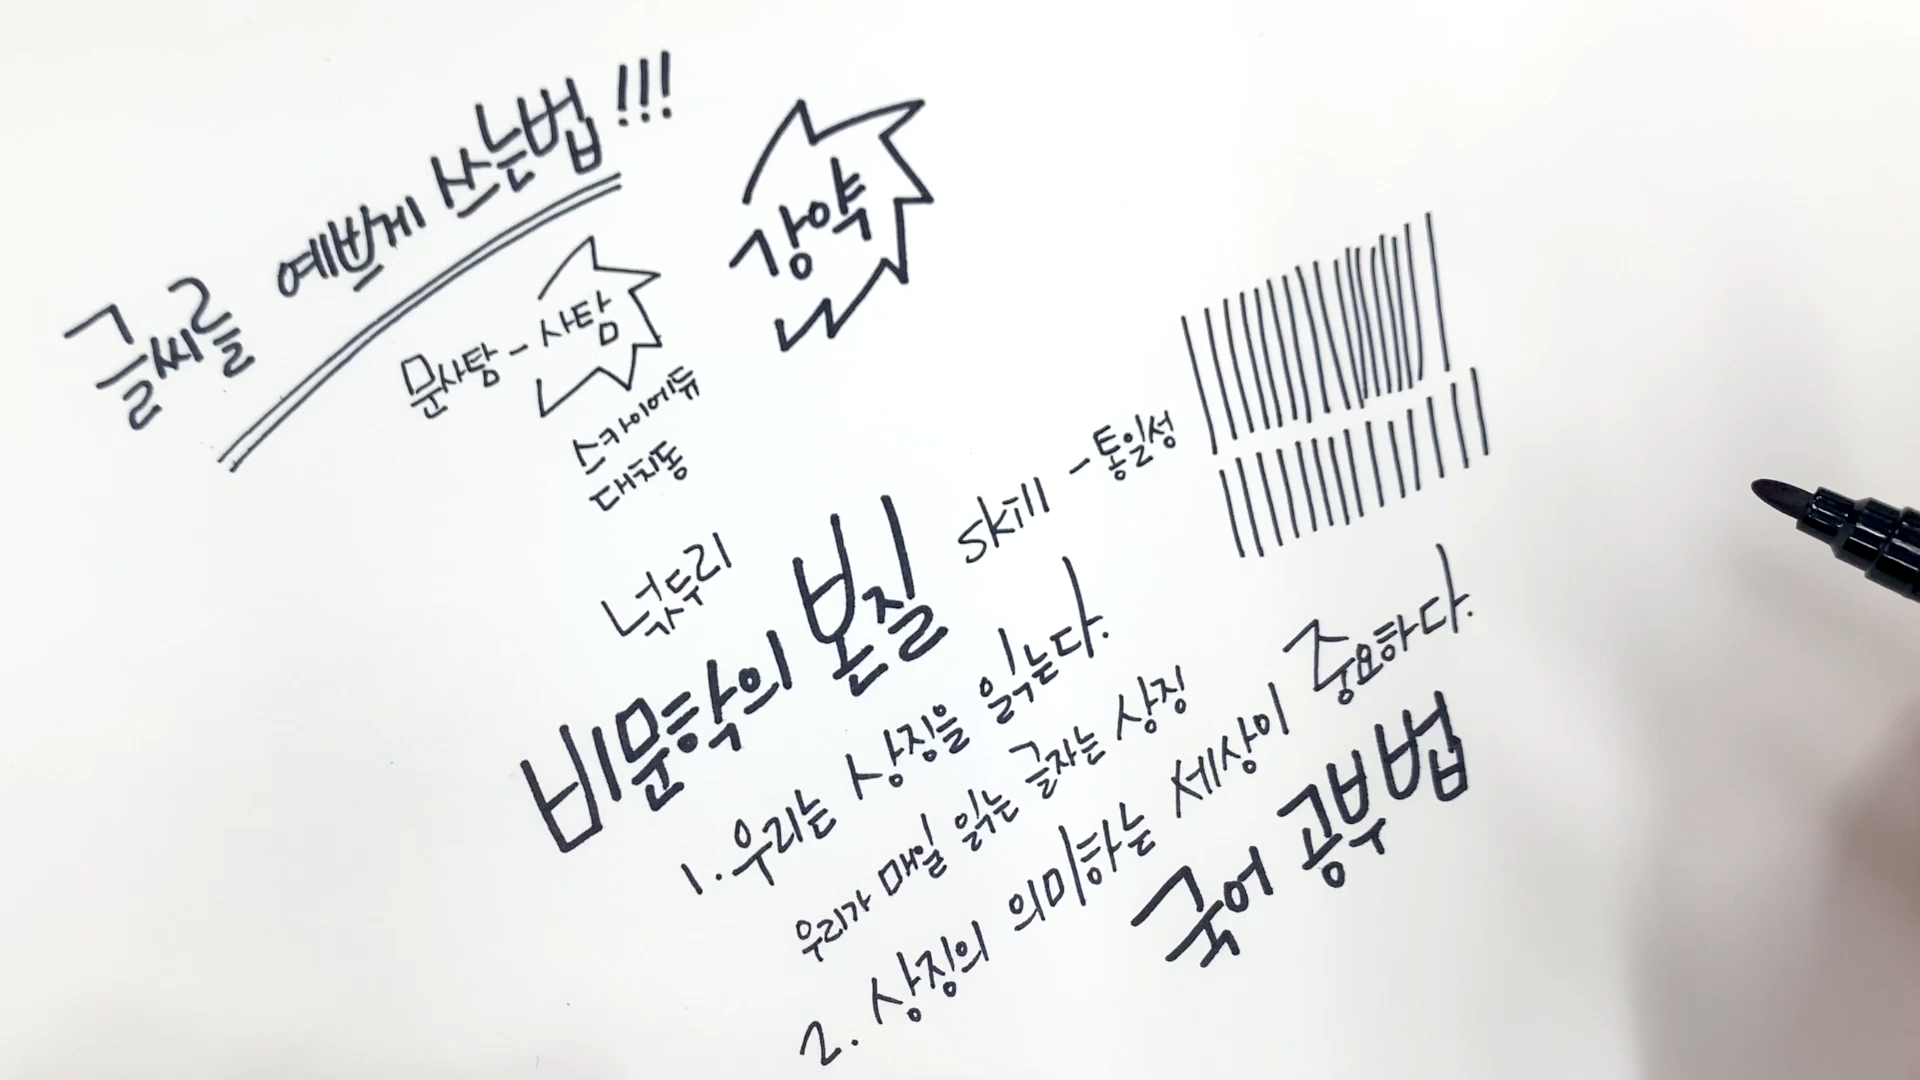 글씨를 예쁘게 쓰는법!!!
강약
문사탐 - 사탐
스카이에듀
대치동
skill - 통일성
넋두리
비문학의 본질
1. 우리는 상징을 읽는다.
우리가 매일 읽는 글자는 상징
2. 상징의 의미하는 세상이 중요하다.
국어 공부법